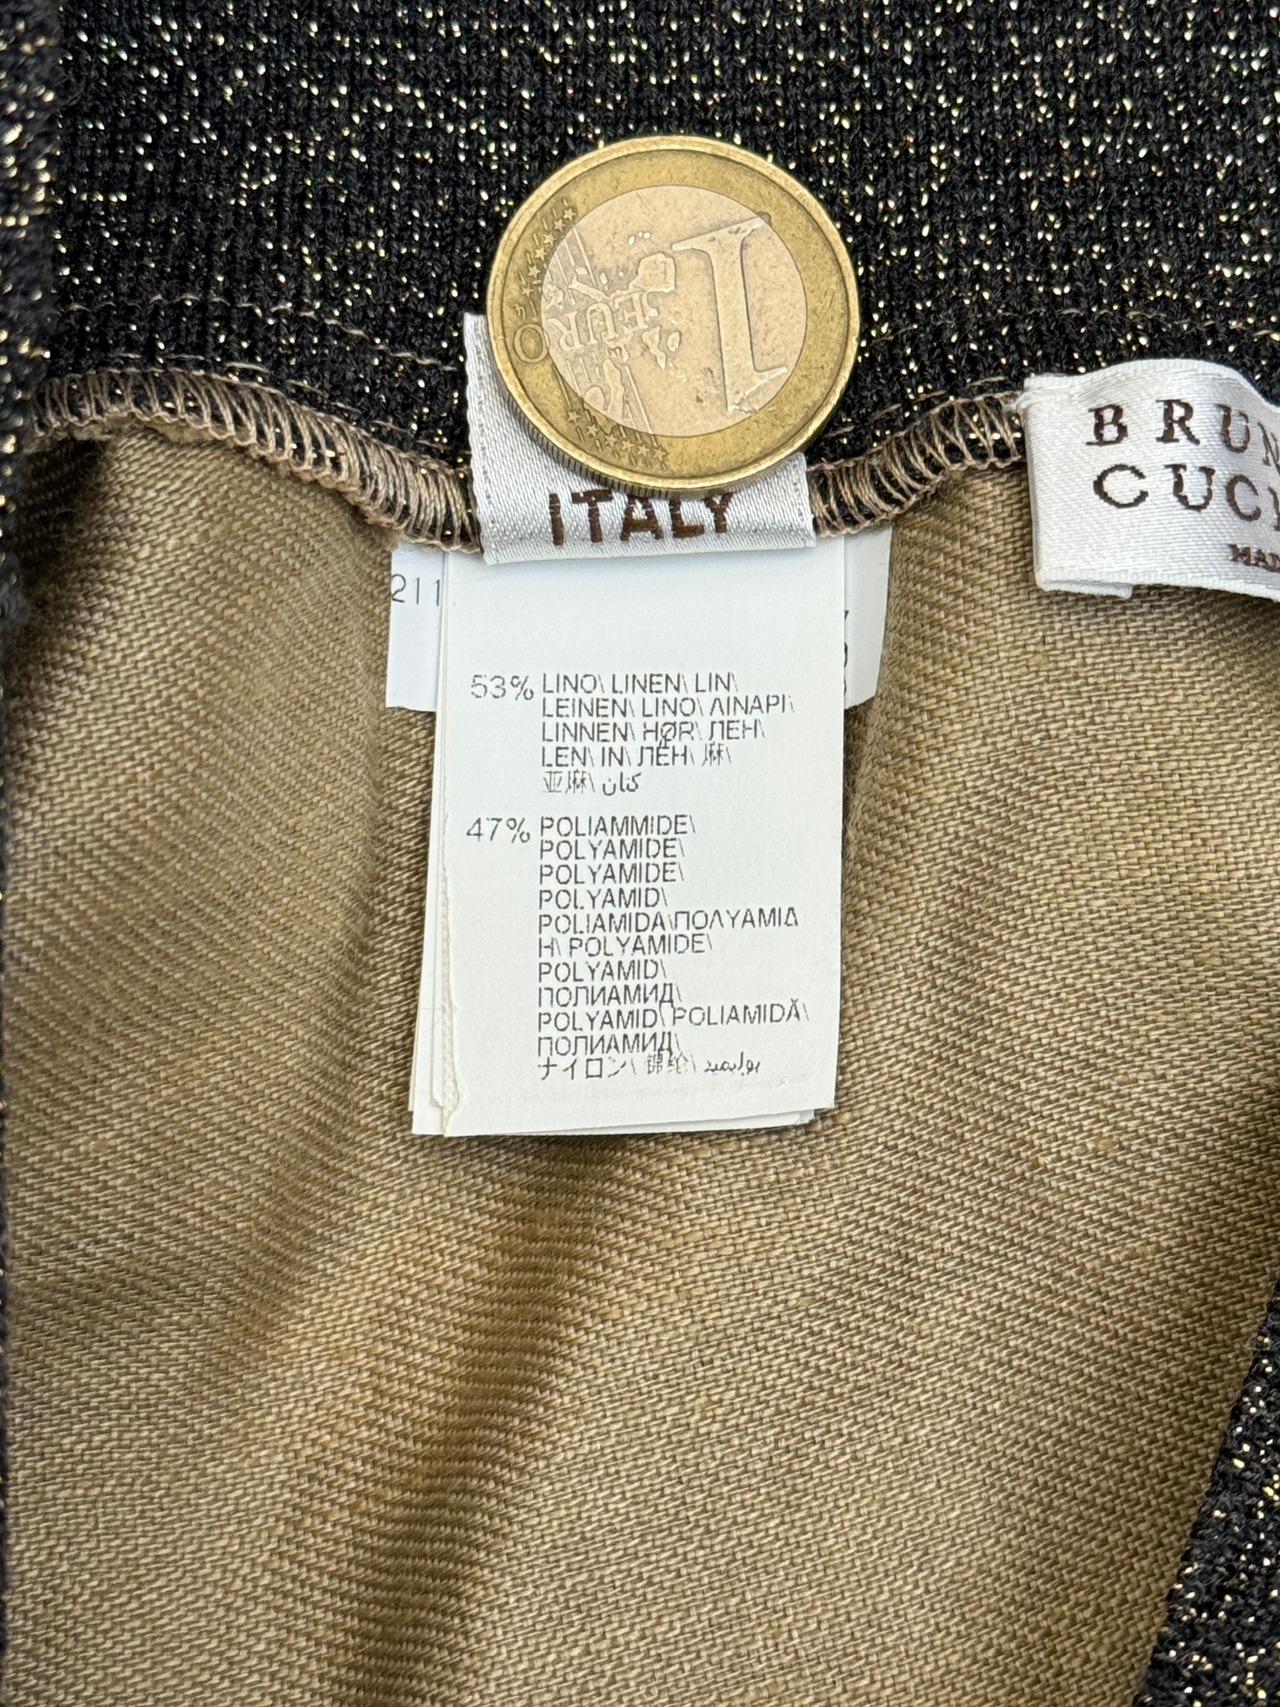 1
EURO
ITALY
BRUN
CUC
MAD
211
53% LINO\ LINEN\ LIN\
LEINEN\ LINO\ ΛΙΝΑΡΙ\
LINNEN\ HØR\ ЛЕН\
LEN\ IN\ ЛЕН\ 麻\
亚麻\ كتان
47% POLIAMMIDE\
POLYAMIDE\
POLYAMIDE\
POLYAMID\
POLIAMIDA\ΠΟΛΥΑΜΙΔ
Η\ POLYAMIDE\
POLYAMID\
ПОЛИАМИД\
POLYAMID\ POLIAMIDĂ\
ПОЛИАМИД\
ナイロン\ 锦纶\ بوليميد